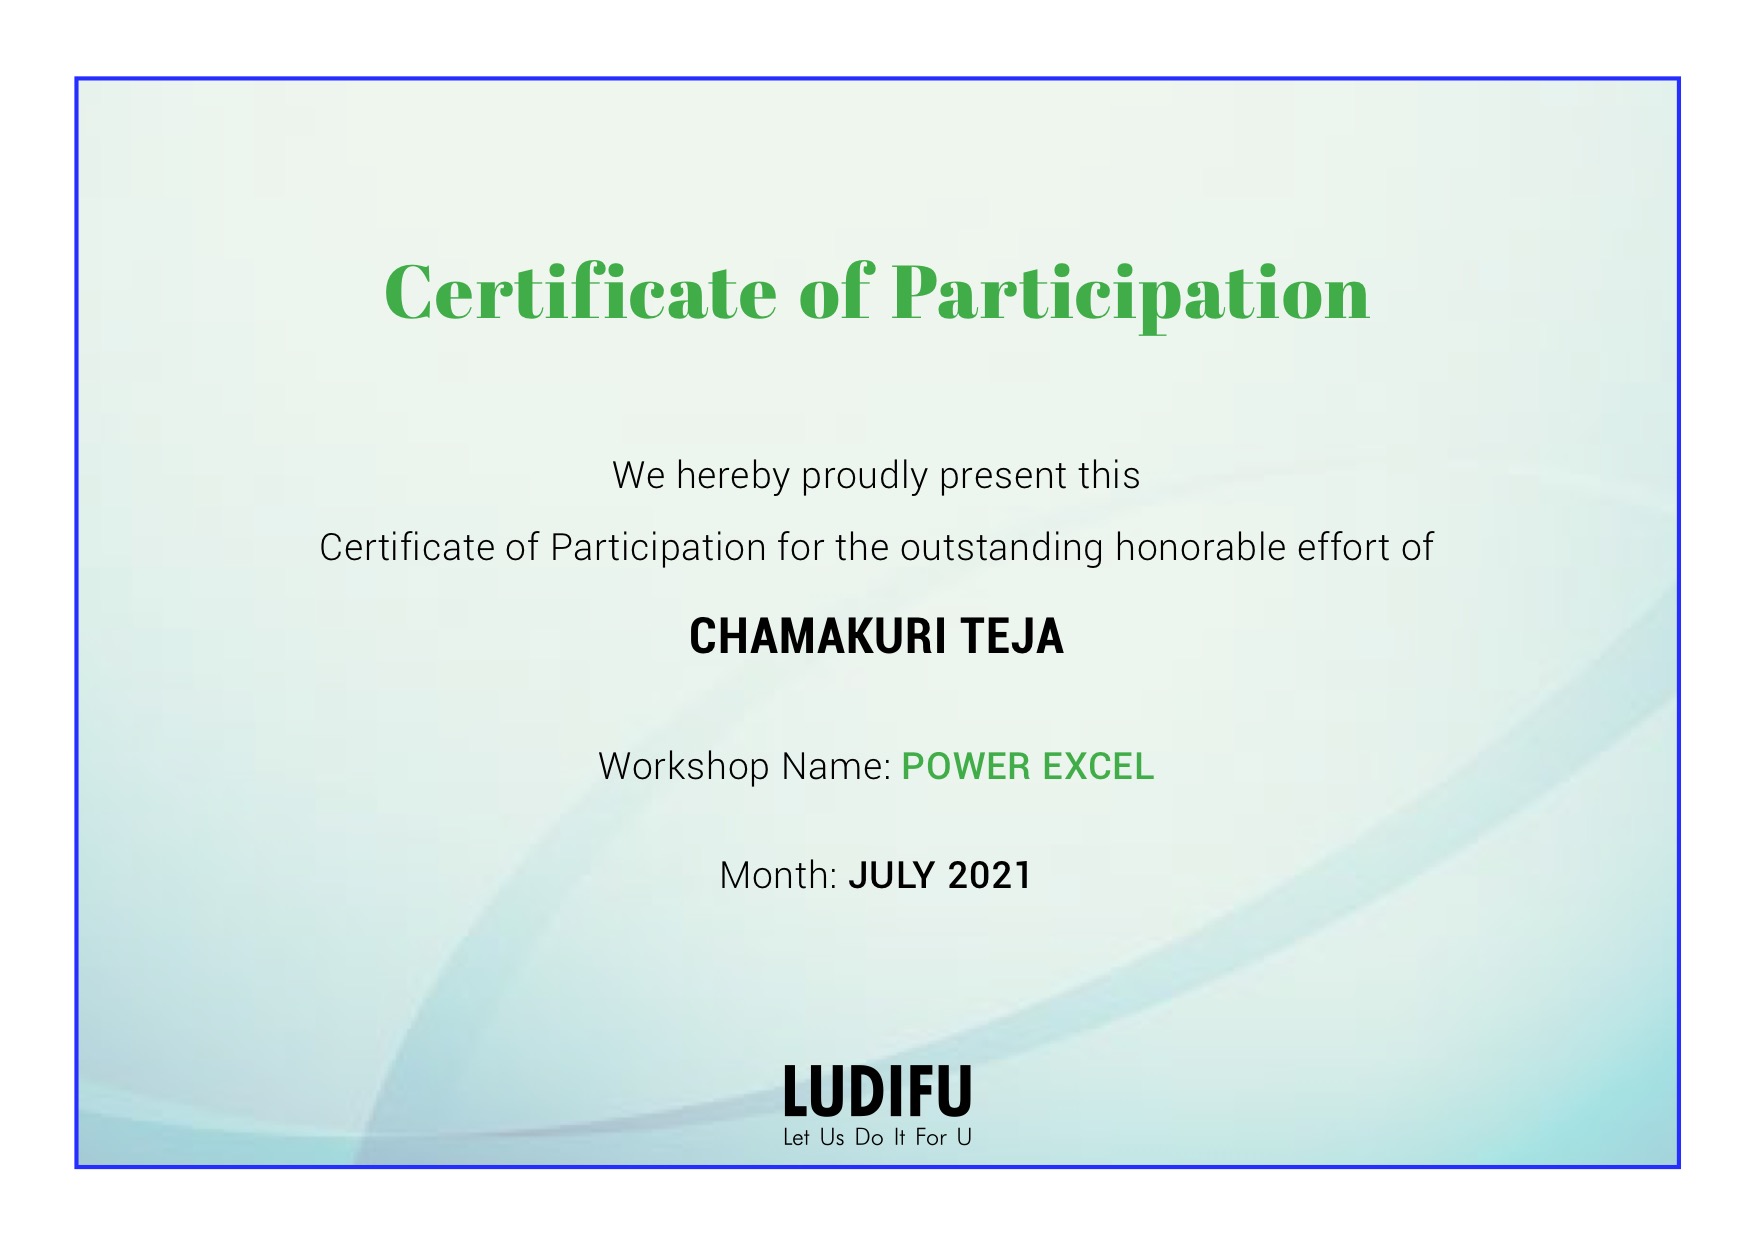 Certificate of Participation
We hereby proudly present this
Certificate of Participation for the outstanding honorable effort of
CHAMAKURI TEJA
Workshop Name: POWER EXCEL
Month: JULY 2021
LUDIFU
Let Us Do It For U